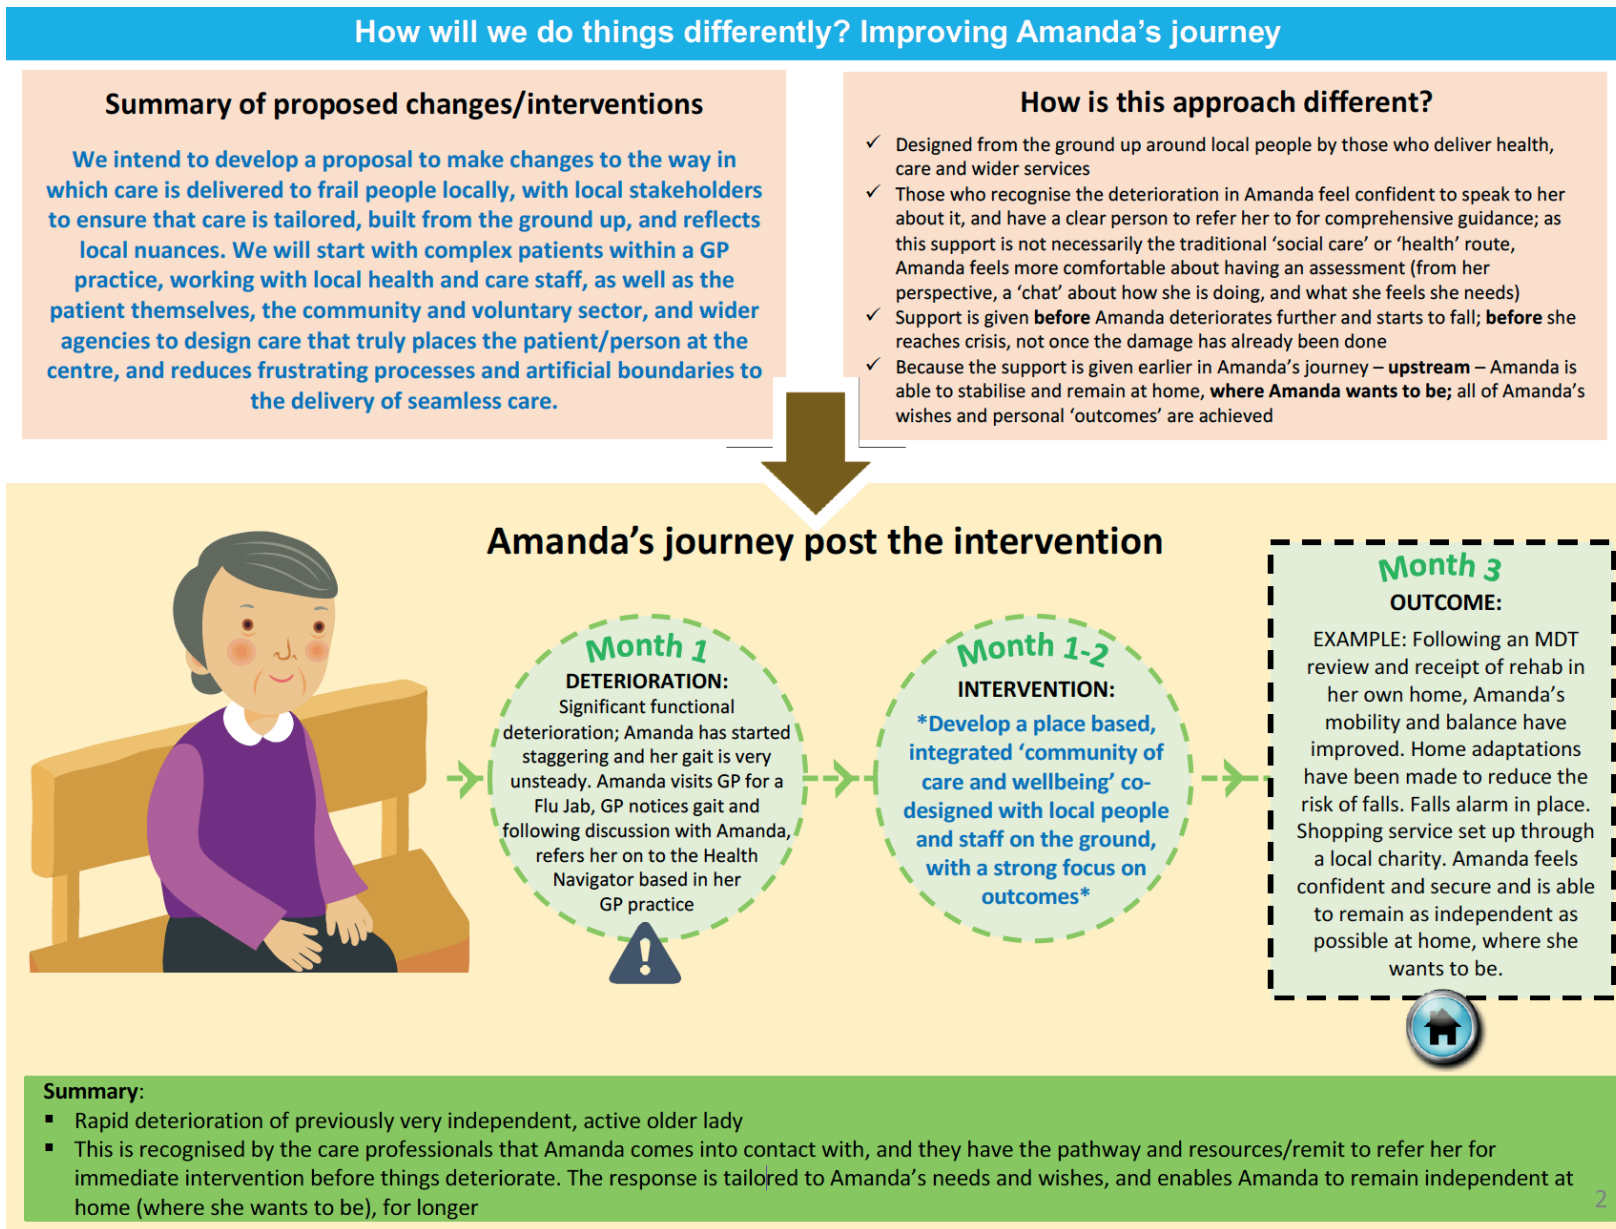 How will we do things differently? Improving Amanda's journey
Summary of proposed changes/interventions
We intend to develop a proposal to make changes to the way in
which care is delivered to frail people locally, with local stakeholders
to ensure that care is tailored, built from the ground up, and reflects
local nuances. We will start with complex patients within a GP
practice, working with local health and care staff, as well as the
patient themselves, the community and voluntary sector, and wider
agencies to design care that truly places the patient/person at the
centre, and reduces frustrating processes and artificial boundaries to
the delivery of seamless care.
How is this approach different?
✓ Designed from the ground up around local people by those who deliver health,
care and wider services
✓ Those who recognise the deterioration in Amanda feel confident to speak to her
about it, and have a clear person to refer her to for comprehensive guidance; as
this support is not necessarily the traditional 'social care' or 'health' route,
Amanda feels more comfortable about having an assessment (from her
perspective, a 'chat' about how she is doing, and what she feels she needs)
✓ Support is given before Amanda deteriorates further and starts to fall; before she
reaches crisis, not once the damage has already been done
✓ Because the support is given earlier in Amanda's journey – upstream – Amanda is
able to stabilise and remain at home, where Amanda wants to be; all of Amanda's
wishes and personal 'outcomes' are achieved
Amanda's journey post the intervention
Month 1
DETERIORATION:
Significant functional
deterioration; Amanda has started
staggering and her gait is very
unsteady. Amanda visits GP for a
Flu Jab, GP notices gait and
following discussion with Amanda,
refers her on to the Health
Navigator based in her
GP practice
Month 1-2
INTERVENTION:
*Develop a place based,
integrated 'community of
care and wellbeing' co-
designed with local people
and staff on the ground,
with a strong focus on
outcomes*
Month 3
OUTCOME:
EXAMPLE: Following an MDT
review and receipt of rehab in
her own home, Amanda's
mobility and balance have
improved. Home adaptations
have been made to reduce the
risk of falls. Falls alarm in place.
Shopping service set up through
a local charity. Amanda feels
confident and secure and is able
to remain as independent as
possible at home, where she
wants to be.
Summary:
▪ Rapid deterioration of previously very independent, active older lady
▪ This is recognised by the care professionals that Amanda comes into contact with, and they have the pathway and resources/remit to refer her for
immediate intervention before things deteriorate. The response is tailored to Amanda's needs and wishes, and enables Amanda to remain independent at
home (where she wants to be), for longer
2